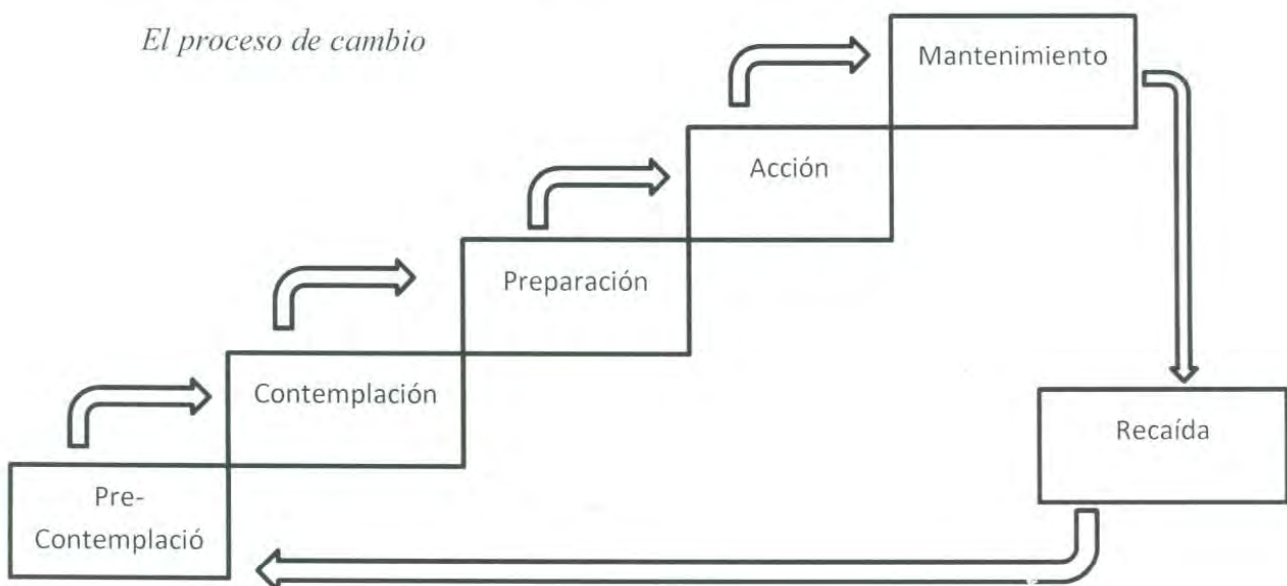 El proceso de cambio
Mantenimiento
Acción
Preparación
Contemplación
Recaída
Pre-
Contemplació